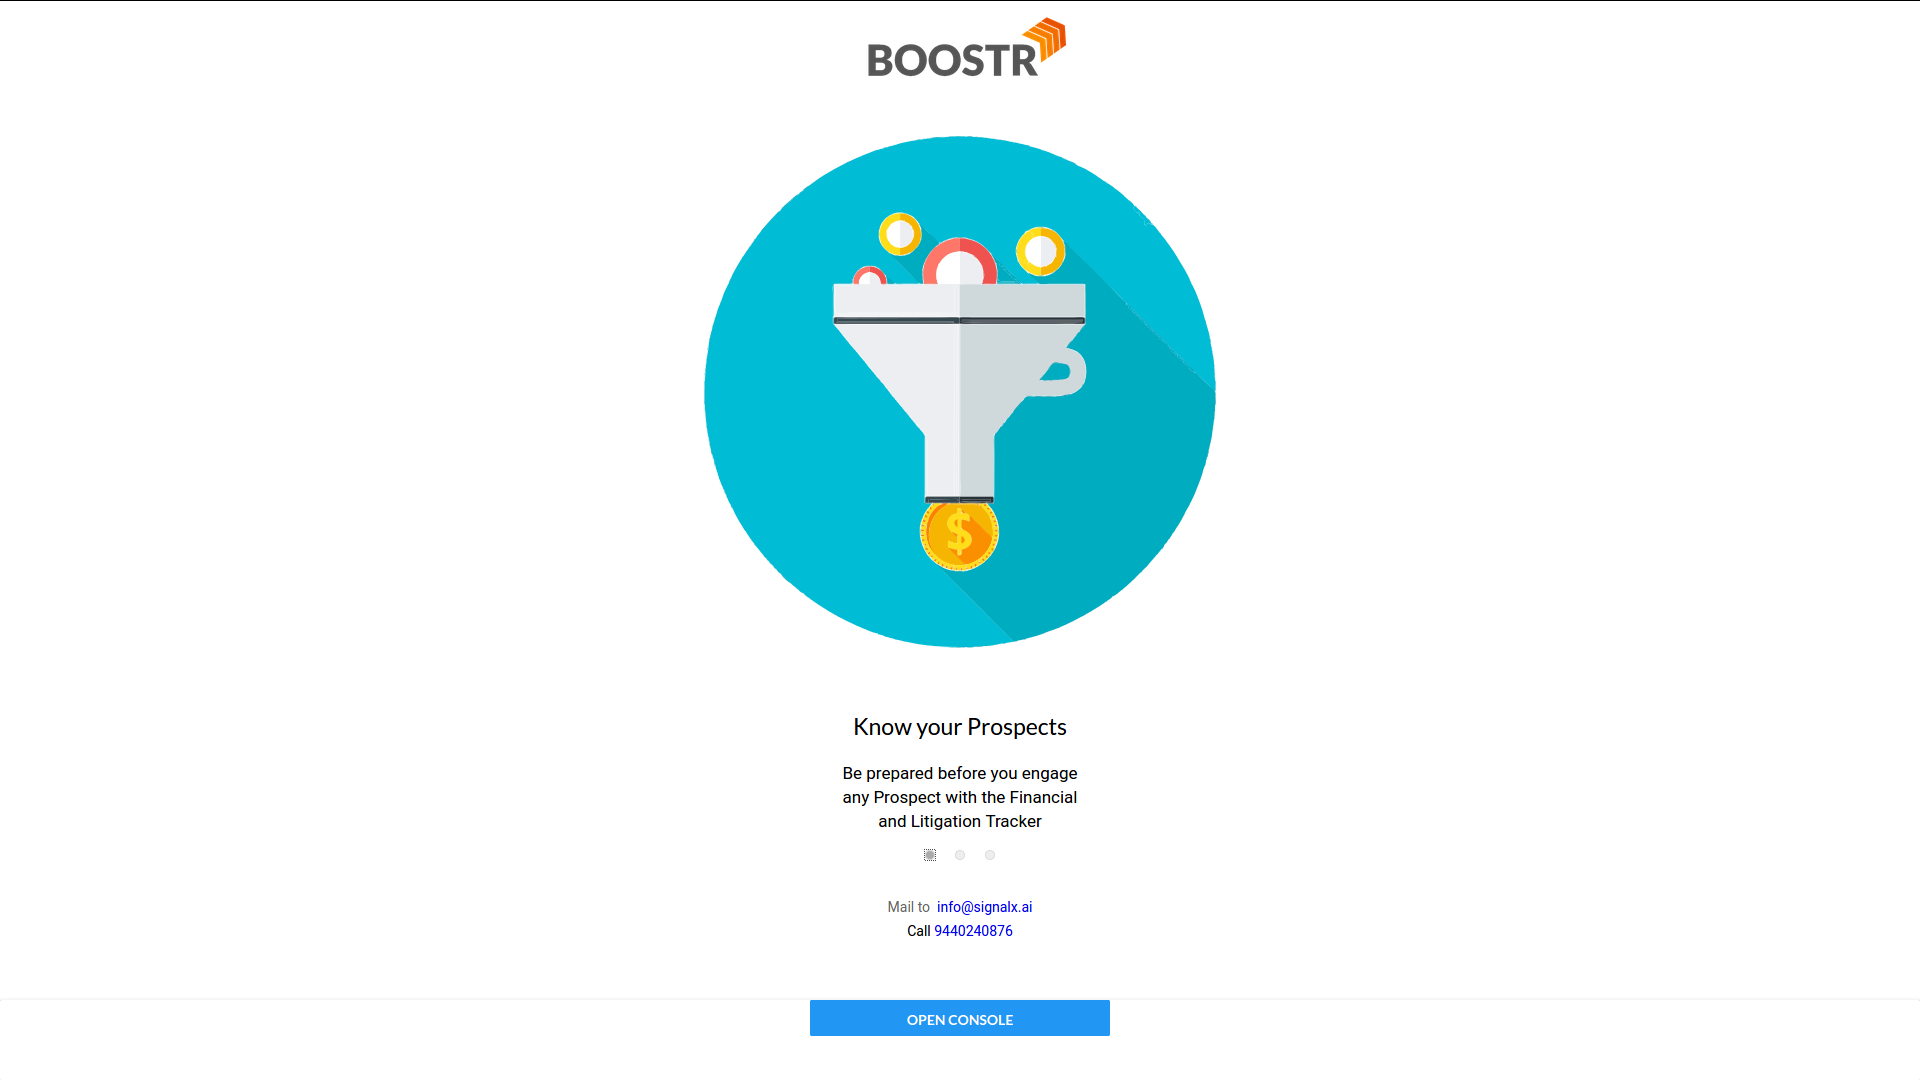 BOOSTR
$
Know your Prospects
Be prepared before you engage
any Prospect with the Financial
and Litigation Tracker
Mail to info@signalx.ai
Call 9440240876
OPEN CONSOLE